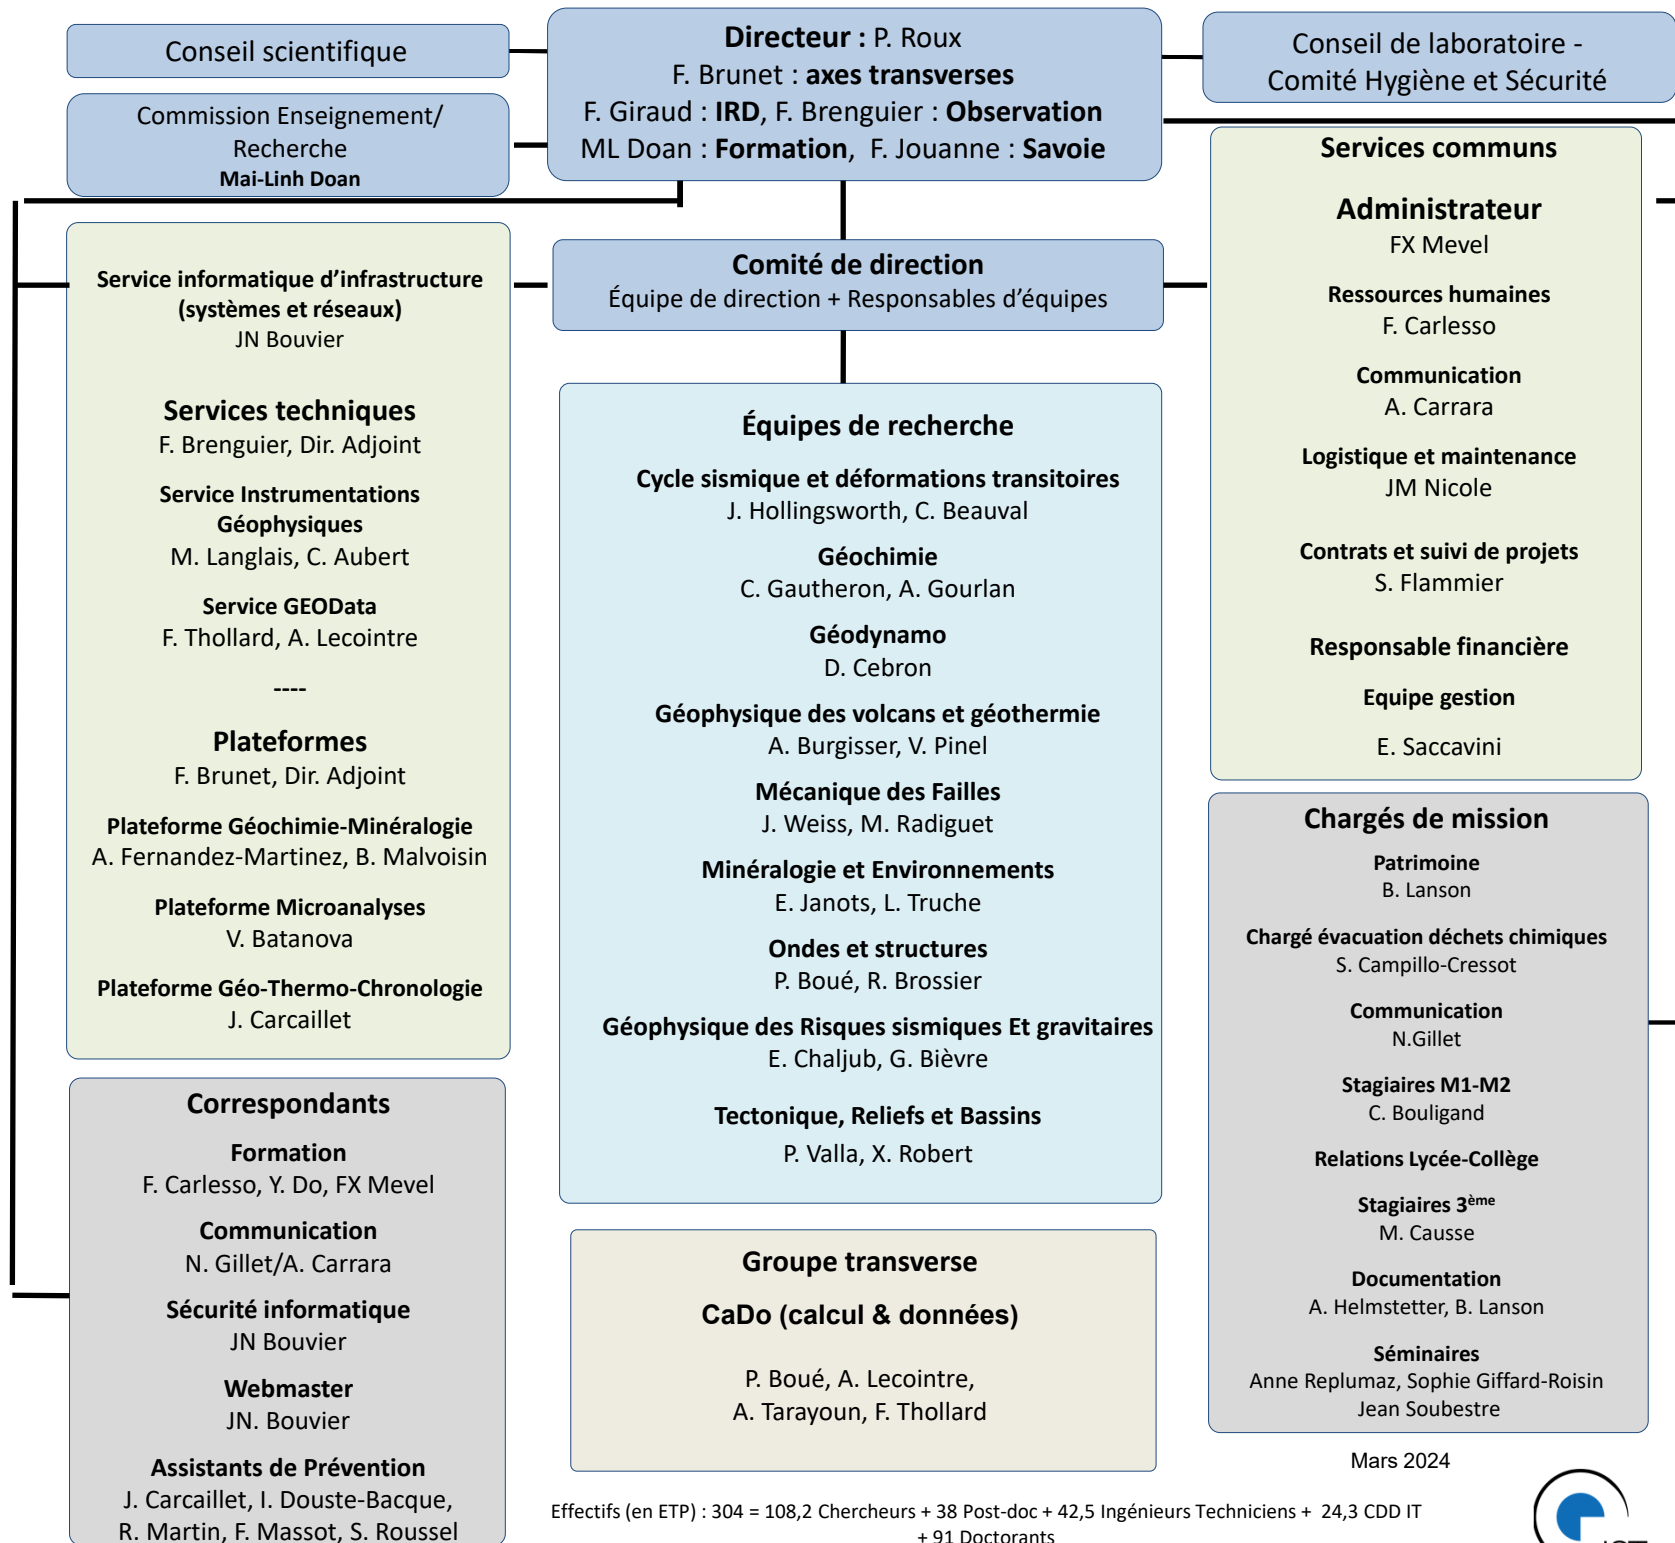 Conseil scientifique
Commission Enseignement/
Recherche
Mai-Linh Doan
Directeur : P. Roux
F. Brunet : axes transverses
F. Giraud : IRD, F. Brenguier : Observation
ML Doan : Formation, F. Jouanne : Savoie
Conseil de laboratoire -
Comité Hygiène et Sécurité
Comité de direction
Équipe de direction + Responsables d'équipes
Service informatique d'infrastructure
(systèmes et réseaux)
JN Bouvier
Services techniques
F. Brenguier, Dir. Adjoint
Service Instrumentations
Géophysiques
M. Langlais, C. Aubert
Service GEOData
F. Thollard, A. Lecointre
----
Plateformes
F. Brunet, Dir. Adjoint
Plateforme Géochimie-Minéralogie
A. Fernandez-Martinez, B. Malvoisin
Plateforme Microanalyses
V. Batanova
Plateforme Géo-Thermo-Chronologie
J. Carcaillet
Correspondants
Formation
F. Carlesso, Y. Do, FX Mevel
Communication
N. Gillet/A. Carrara
Sécurité informatique
JN Bouvier
Webmaster
JN. Bouvier
Assistants de Prévention
J. Carcaillet, I. Douste-Bacque,
R. Martin, F. Massot, S. Roussel
Équipes de recherche
Cycle sismique et déformations transitoires
J. Hollingsworth, C. Beauval
Géochimie
C. Gautheron, A. Gourlan
Géodynamo
D. Cebron
Géophysique des volcans et géothermie
A. Burgisser, V. Pinel
Mécanique des Failles
J. Weiss, M. Radiguet
Minéralogie et Environnements
E. Janots, L. Truche
Ondes et structures
P. Boué, R. Brossier
Géophysique des Risques sismiques Et gravitaires
E. Chaljub, G. Bièvre
Tectonique, Reliefs et Bassins
P. Valla, X. Robert
Groupe transverse
CaDo (calcul & données)
P. Boué, A. Lecointre,
A. Tarayoun, F. Thollard
Services communs
Administrateur
FX Mevel
Ressources humaines
F. Carlesso
Communication
A. Carrara
Logistique et maintenance
JM Nicole
Contrats et suivi de projets
S. Flammier
Responsable financière
Equipe gestion
E. Saccavini
Chargés de mission
Patrimoine
B. Lanson
Chargé évacuation déchets chimiques
S. Campillo-Cressot
Communication
N.Gillet
Stagiaires M1-M2
C. Bouligand
Relations Lycée-Collège
Stagiaires 3ème
M. Causse
Documentation
A. Helmstetter, B. Lanson
Séminaires
Anne Replumaz, Sophie Giffard-Roisin
Jean Soubestre
Mars 2024
Effectifs (en ETP) : 304 = 108,2 Chercheurs + 38 Post-doc + 42,5 Ingénieurs Techniciens + 24,3 CDD IT
+ 91 Doctorants